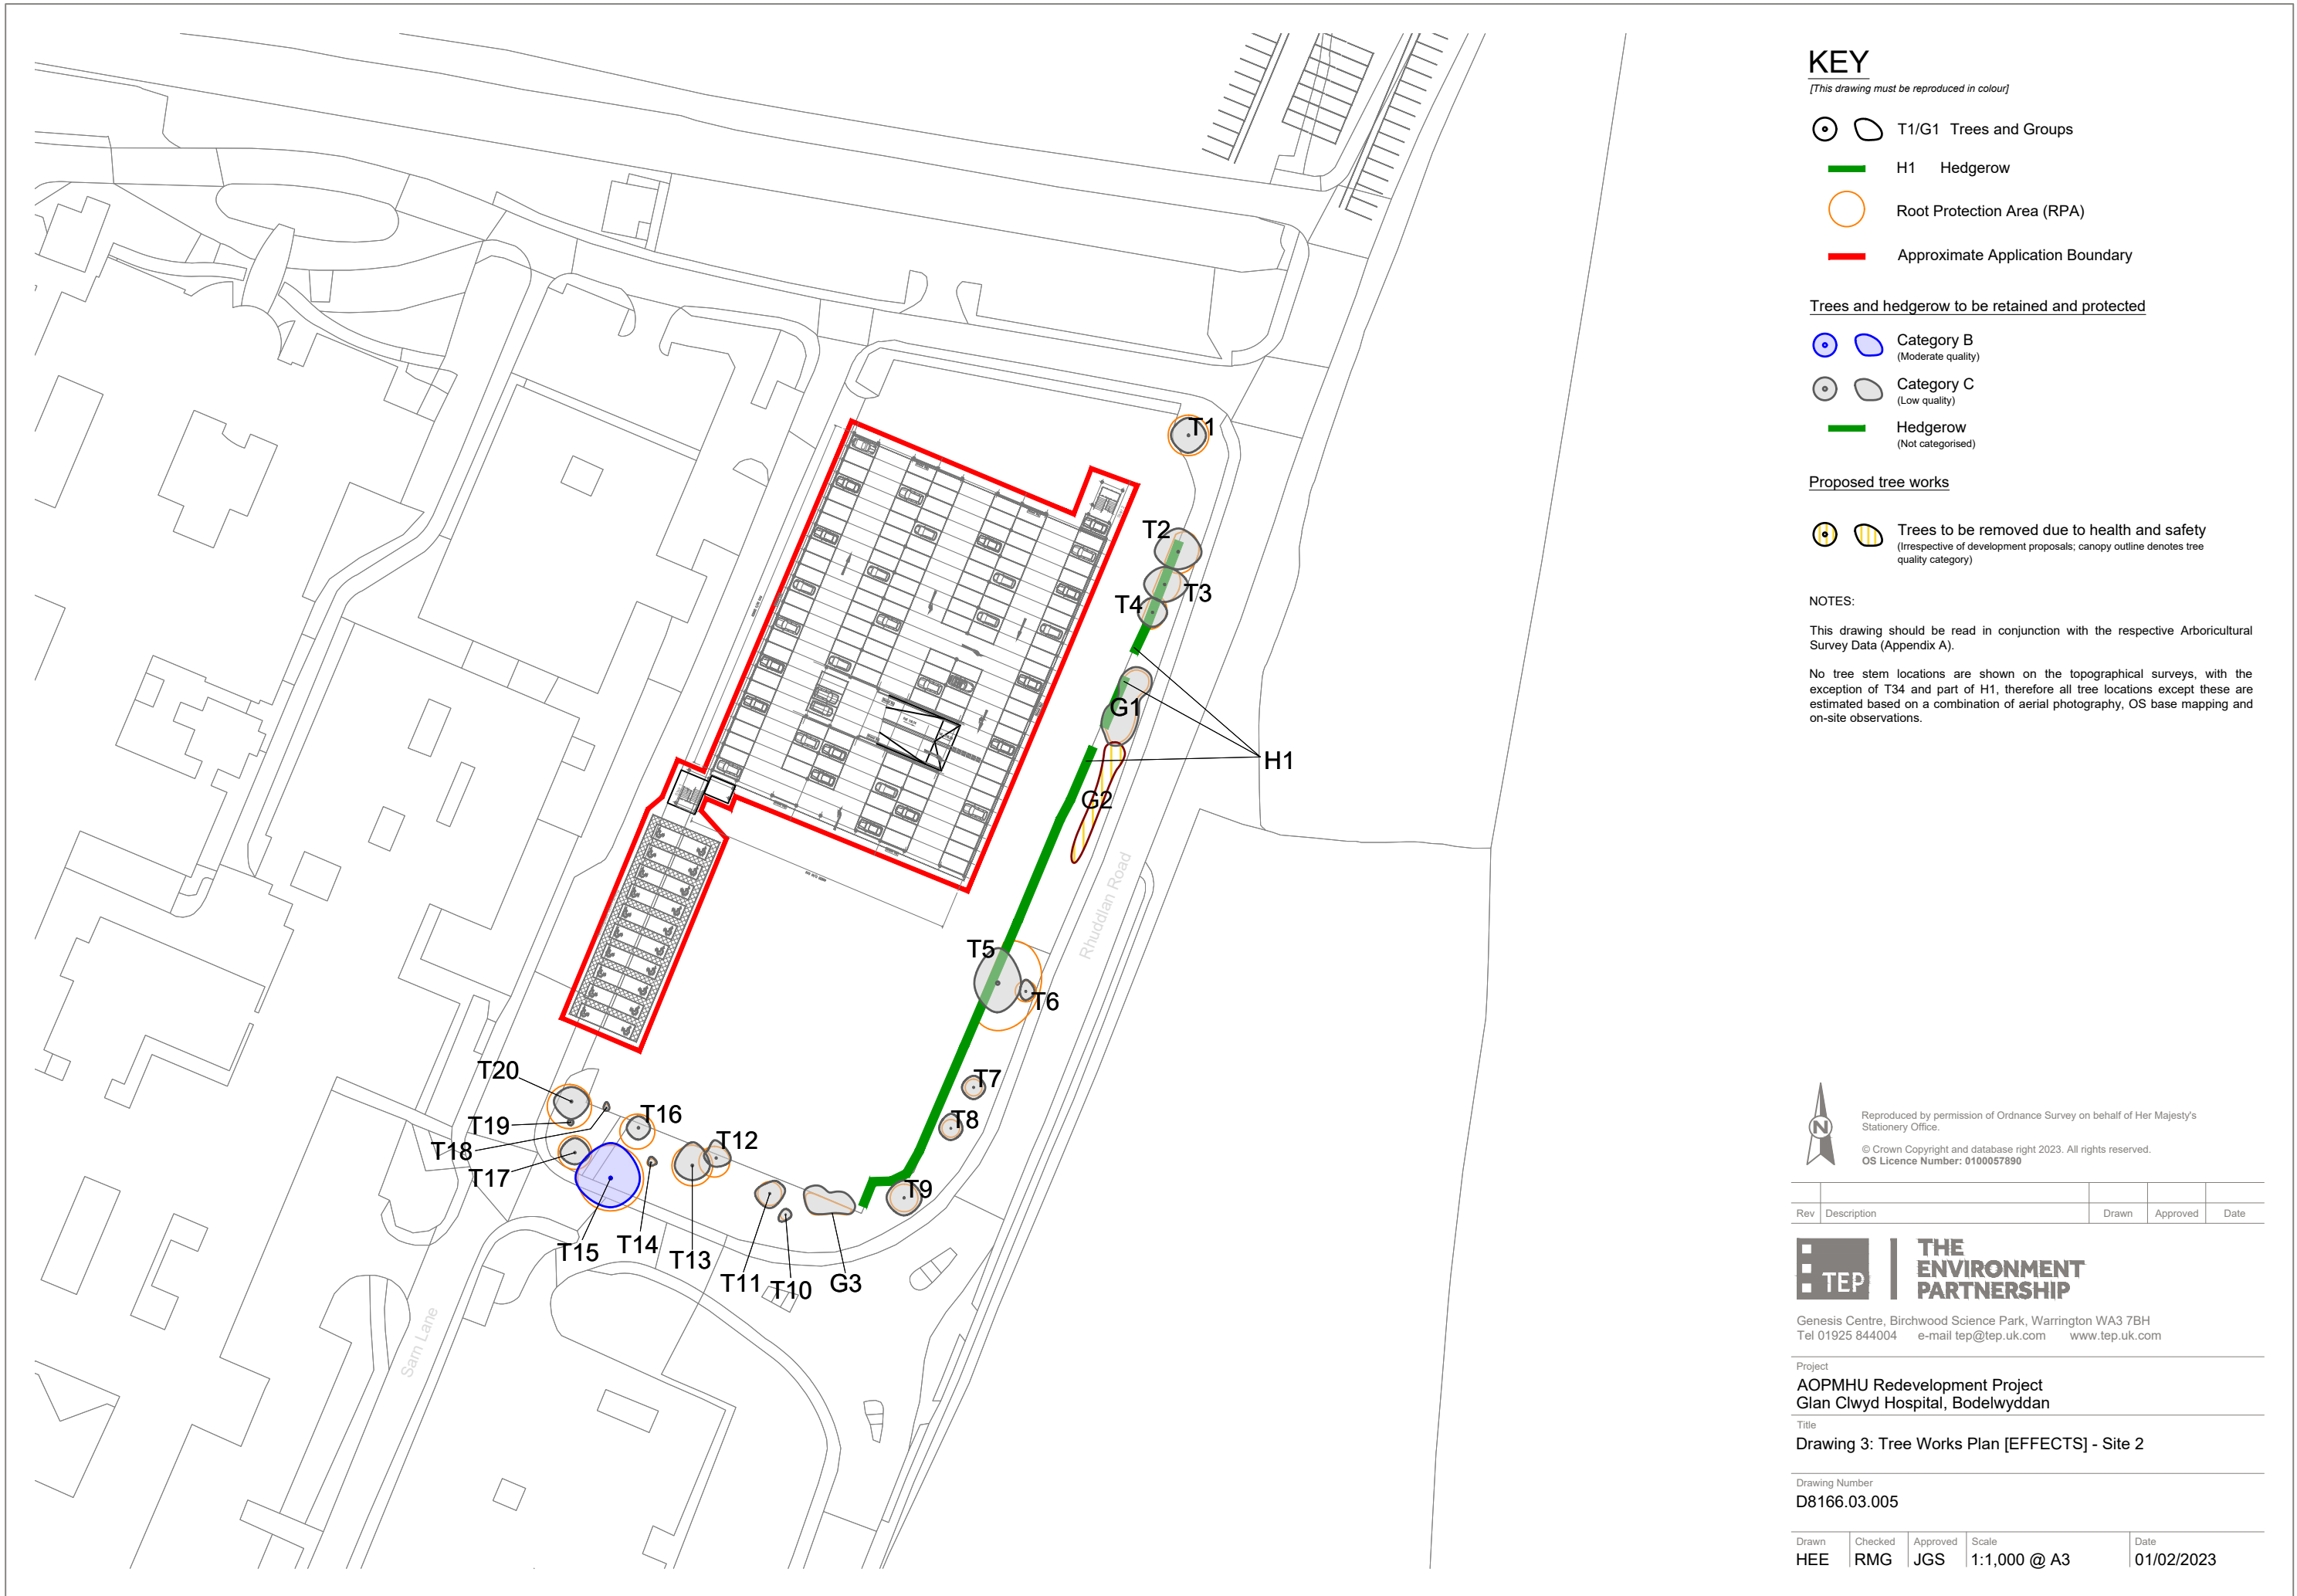 KEY
[This drawing must be reproduced in colour]
T1/G1 Trees and Groups
H1 Hedgerow
Root Protection Area (RPA)
Approximate Application Boundary
Trees and hedgerow to be retained and protected
Category B
(Moderate quality)
Category C
(Low quality)
Hedgerow
(Not categorised)
Proposed tree works
Trees to be removed due to health and safety
(Irrespective of development proposals; canopy outline denotes tree
quality category)
NOTES:
This drawing should be read in conjunction with the respective Arboricultural
Survey Data (Appendix A).
No tree stem locations are shown on the topographical surveys, with the
exception of T34 and part of H1, therefore all tree locations except these are
estimated based on a combination of aerial photography, OS base mapping and
on-site observations.
T1
T2
T3
T4
G1
H1
G2
Rhuddlan Road
T5
T6
T7
T8
T9
T20
T19
T18
T17
T16
T12
T15
T14
T13
T11
T10
G3
Sarn Lane
N
Reproduced by permission of Ordnance Survey on behalf of Her Majesty's
Stationery Office.
© Crown Copyright and database right 2023. All rights reserved.
OS Licence Number: 0100057890
Rev Description Drawn Approved Date
TEP
THE
ENVIRONMENT
PARTNERSHIP
Genesis Centre, Birchwood Science Park, Warrington WA3 7BH
Tel 01925 844004 e-mail tep@tep.uk.com www.tep.uk.com
Project
AOPMHU Redevelopment Project
Glan Clwyd Hospital, Bodelwyddan
Title
Drawing 3: Tree Works Plan [EFFECTS] - Site 2
Drawing Number
D8166.03.005
Drawn Checked Approved Scale Date
HEE RMG JGS 1:1,000 @ A3 01/02/2023